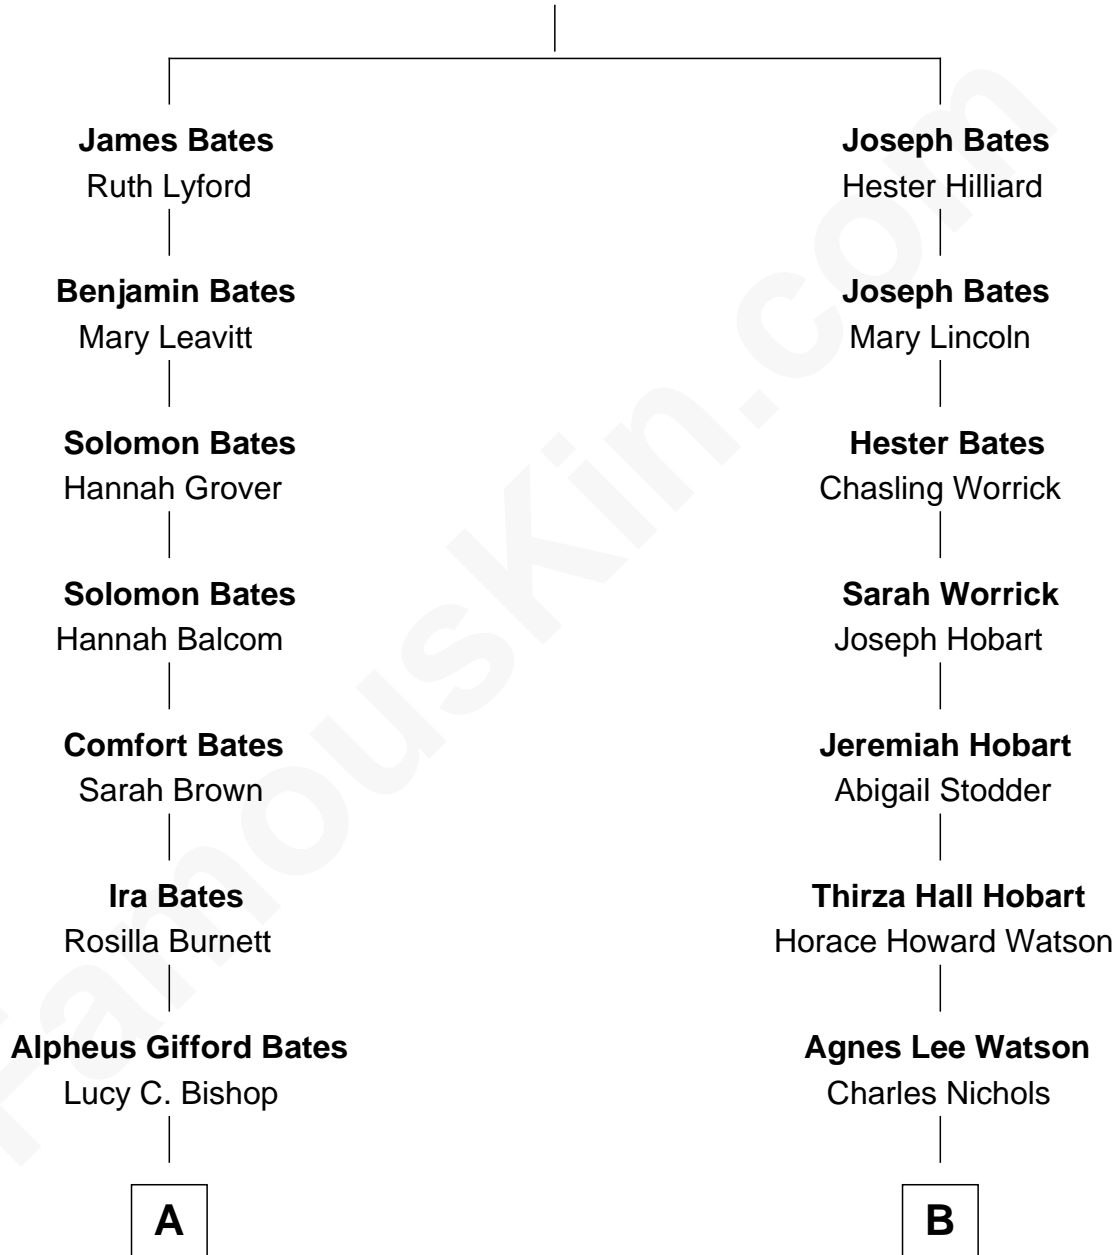 James Bates
Ruth Lyford
Benjamin Bates
Mary Leavitt
Solomon Bates
Hannah Grover
Solomon Bates
Hannah Balcom
Comfort Bates
Sarah Brown
Ira Bates
Rosilla Burnett
Alpheus Gifford Bates
Lucy C. Bishop
A
Joseph Bates
Hester Hilliard
Joseph Bates
Mary Lincoln
Hester Bates
Chasling Worrick
Sarah Worrick
Joseph Hobart
Jeremiah Hobart
Abigail Stodder
Thirza Hall Hobart
Horace Howard Watson
Agnes Lee Watson
Charles Nichols
B
FamousKin.com